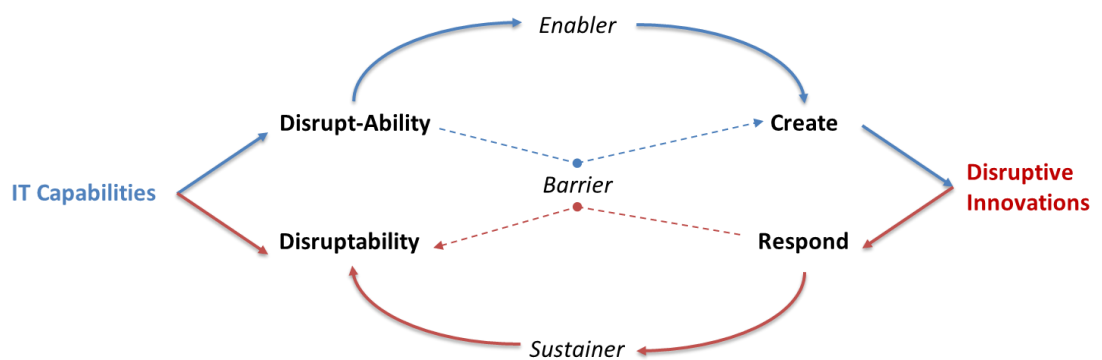 Enabler
Disrupt-Ability
Create
IT Capabilities
Barrier
Disruptive
Innovations
Disruptability
Respond
Sustainer